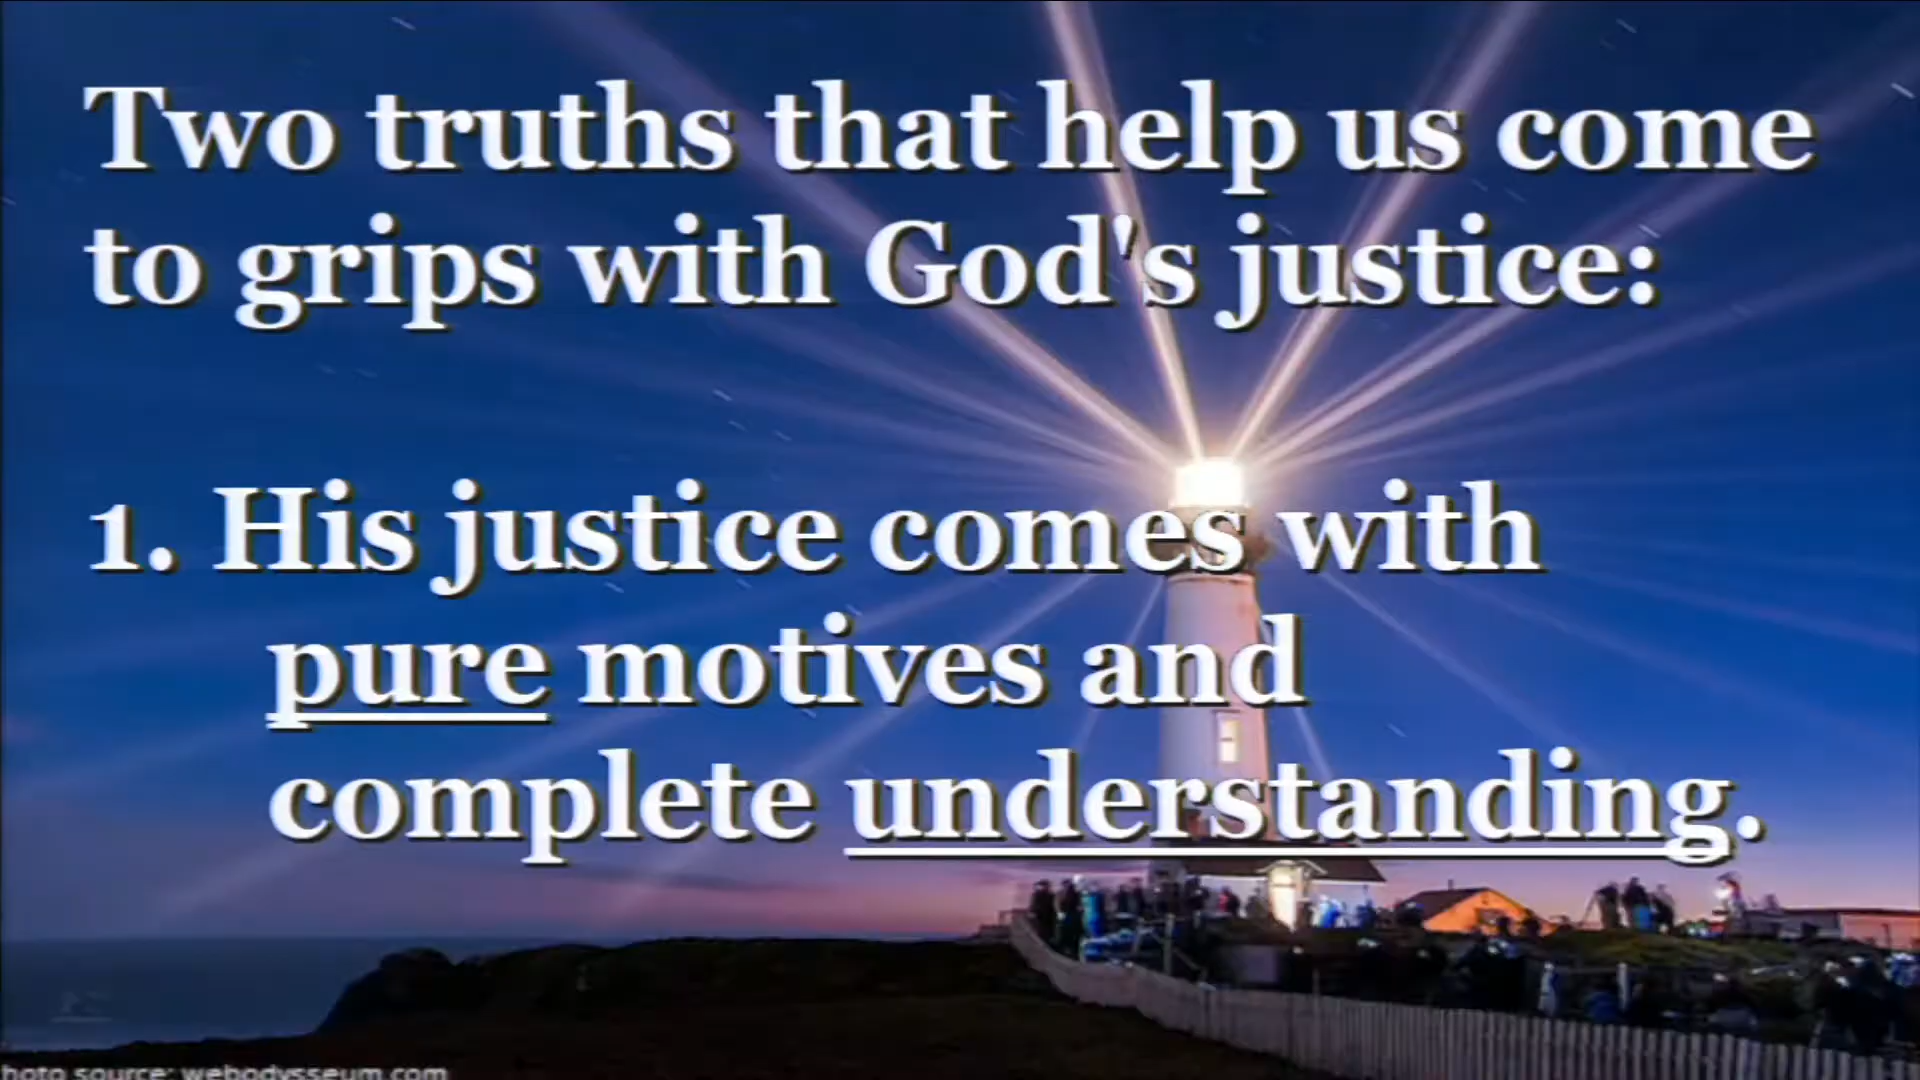 Two truths that help us come
to grips with God's justice:
1. His justice comes with
pure motives and
complete understanding.
hoto source: webodysseum.com